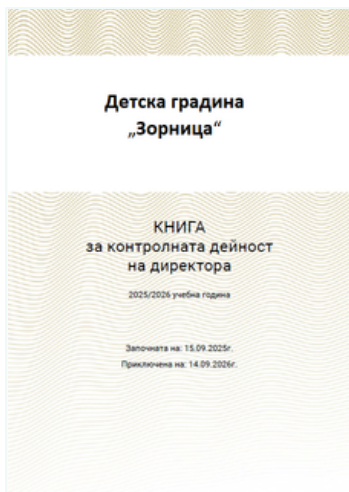 Детска градина
„Зорница“
КНИГА
за контролната дейност
на директора
2025/2026 учебна година
Започната на: 15.09.2025г.
Приключена на: 14.09.2026г.